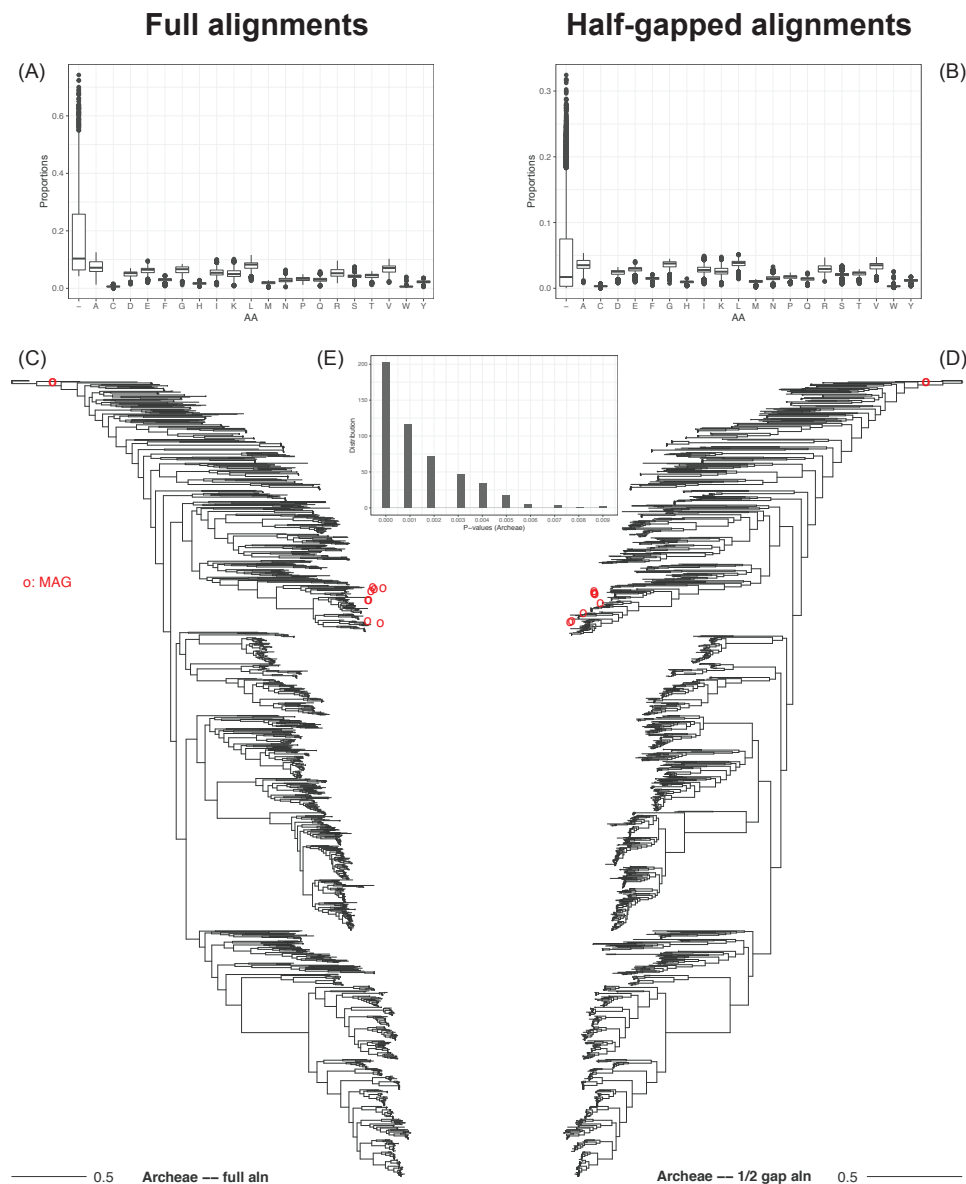 Full alignments
Half-gapped alignments
(A)
(B)
Proportions
0.6
0.4
0.2
0.0
– A C D E F G H I K L M N P Q R S T V W Y
AA
Proportions
0.3
0.2
0.1
0.0
– A C D E F G H I K L M N P Q R S T V W Y
AA
(C)
(E)
(D)
Distribution
200
150
100
50
0
0.000 0.001 0.002 0.003 0.004 0.005 0.006 0.007 0.008 0.009
P−values (Archeae)
o: MAG
0.5
Archeae −− full aln
Archeae −− 1/2 gap aln
0.5